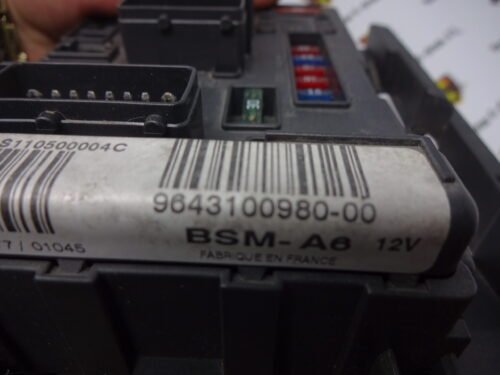 S110500004C
9643100980-00
BSM-A6 12V
FABRIQUE EN FRANCE
7 / 01045